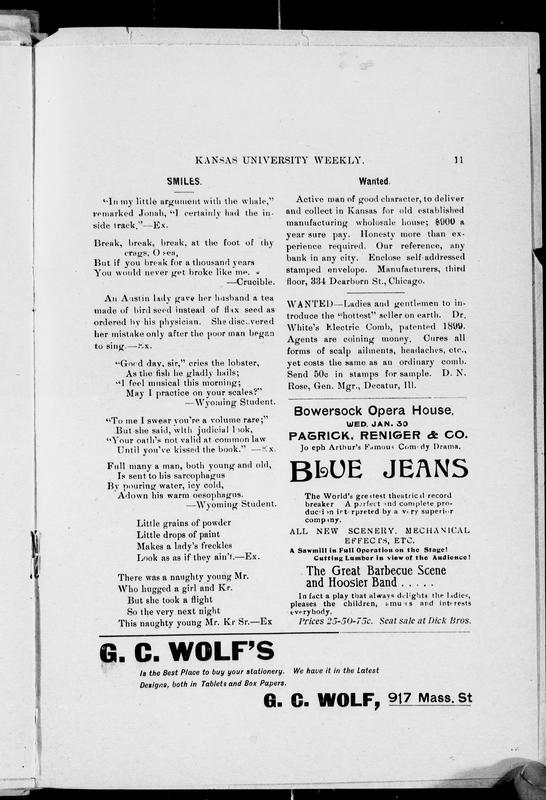 KANSAS UNIVERSITY WEEKLY. 11
SMILES.
"In my little argument with the whale,"
remarked Jonah, "I certainly had the in-
side track."—Ex.
Break, break, break, at the foot of thy
crags, O sea,
But if you break for a thousand years
You would never get broke like me.
—Crucible.
An Austin lady gave her husband a tea
made of bird seed instead of flax seed as
ordered by his physician. She discovered
her mistake only after the poor man began
to sing.—Ex.
"Good day, sir," cries the lobster,
As the fish he gladly hails;
"I feel musical this morning;
May I practice on your scales?"
—Wyoming Student.
"To me I swear you're a volume rare;"
But she said, with judicial look,
"Your oath's not valid at common law
Until you've kissed the book." —Ex.
Full many a man, both young and old,
Is sent to his sarcophagus
By pouring water, icy cold,
Adown his warm oesophagus.
—Wyoming Student.
Little grains of powder
Little drops of paint
Makes a lady's freckles
Look as as if they ain't.—Ex.
There was a naughty young Mr.
Who hugged a girl and Kr.
But she took a flight
So the very next night
This naughty young Mr. Kr Sr.—Ex
Wanted.
Active man of good character, to deliver
and collect in Kansas for old established
manufacturing wholesale house; $900 a
year sure pay. Honesty more than ex-
perience required. Our reference, any
bank in any city. Enclose self-addressed
stamped envelope. Manufacturers, third
floor, 334 Dearborn St., Chicago.
WANTED—Ladies and gentlemen to in-
troduce the "hottest" seller on earth. Dr.
White's Electric Comb, patented 1899.
Agents are coining money. Cures all
forms of scalp ailments, headaches, etc.,
yet costs the same as an ordinary comb.
Send 50c in stamps for sample. D. N.
Rose, Gen. Mgr., Decatur, Ill.
Bowersock Opera House,
WED. JAN. 30
PAGRICK, RENIGER & CO.
Joseph Arthur's Famous Comedy Drama,
BLUE JEANS
The World's greatest theatrical record
breaker A perfect and complete pro-
duction interpreted by a very superior
company.
ALL NEW SCENERY, MECHANICAL
EFFECTS, ETC.
A Sawmill in Full Operation on the Stage!
Cutting Lumber in view of the Audience!
The Great Barbecue Scene
and Hoosier Band . . . . .
In fact a play that always delights the ladies,
pleases the children, amuses and interests
everybody.
Prices 25-50-75c. Seat sale at Dick Bros.
G. C. WOLF'S
Is the Best Place to buy your stationery. We have it in the Latest
Designs, both in Tablets and Box Papers.
G. C. WOLF, 917 Mass. St